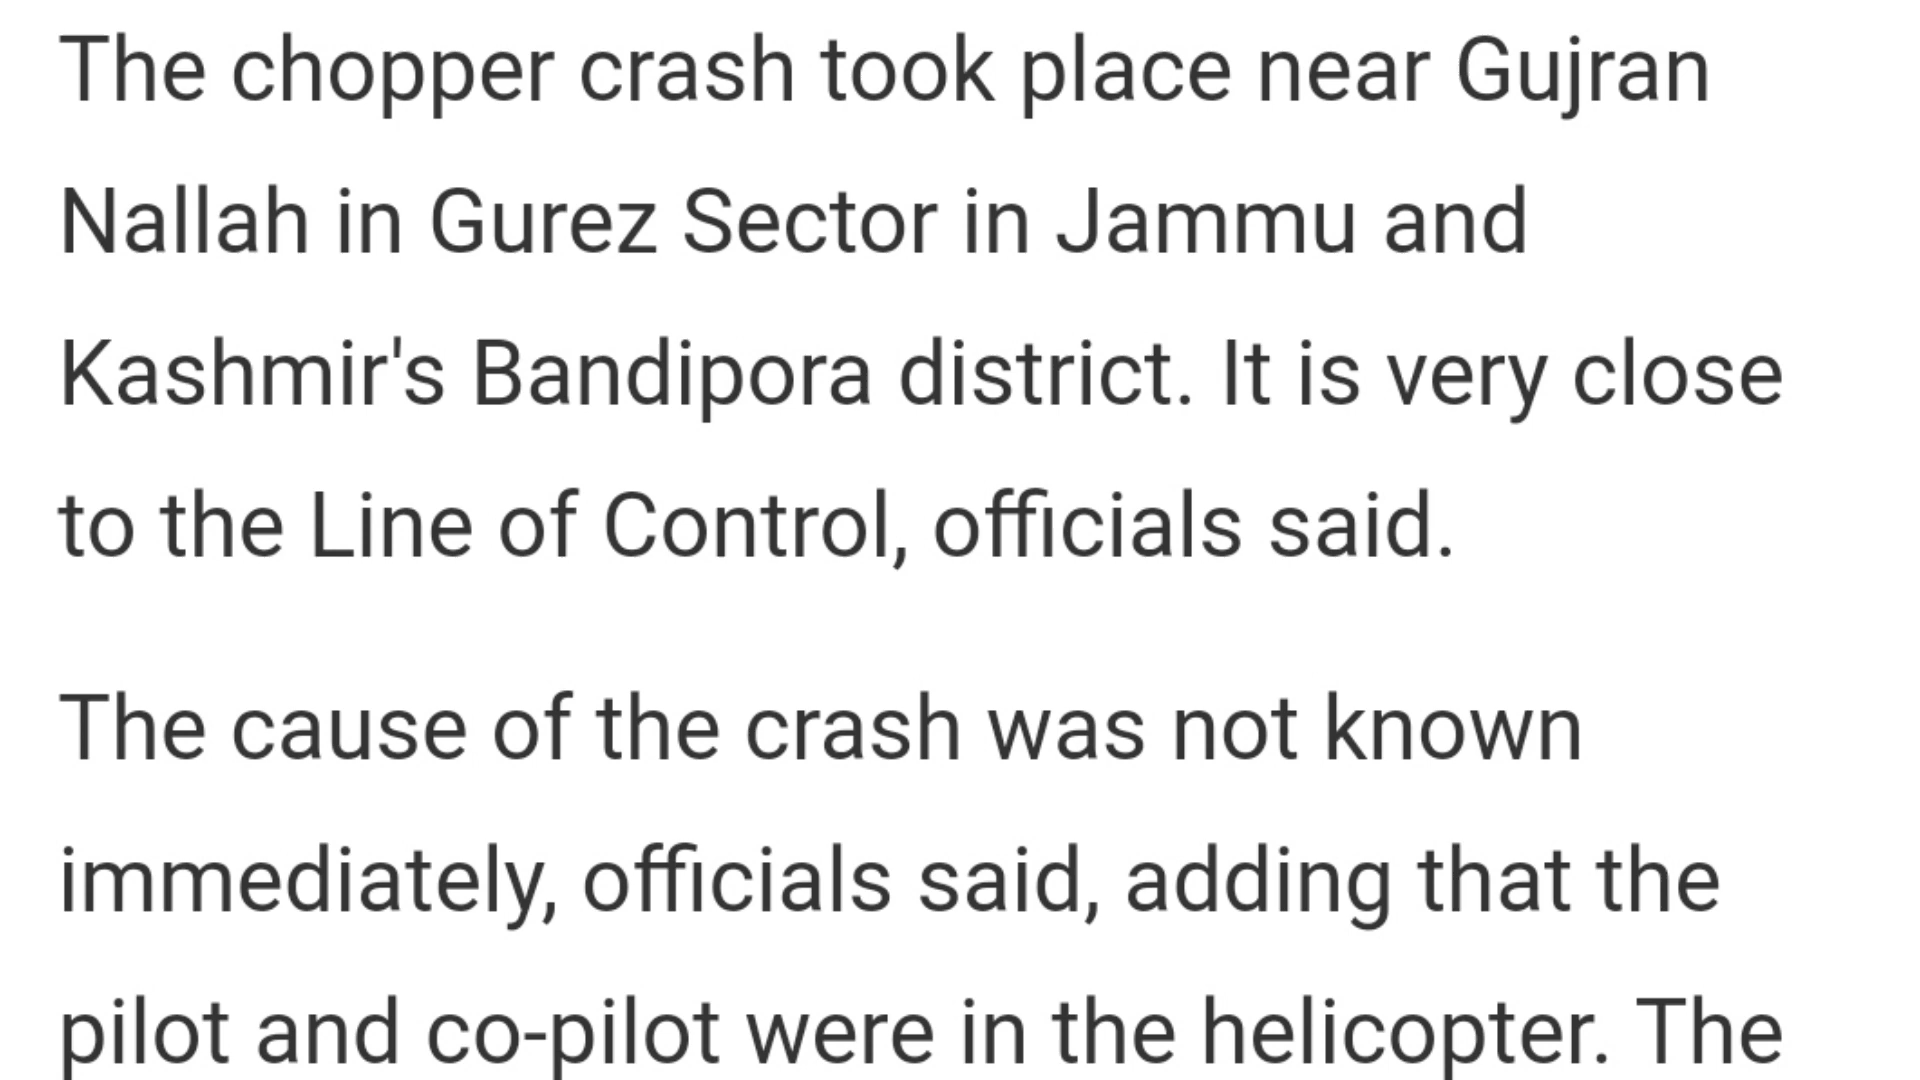 The chopper crash took place near Gujran
Nallah in Gurez Sector in Jammu and
Kashmir's Bandipora district. It is very close
to the Line of Control, officials said.
The cause of the crash was not known
immediately, officials said, adding that the
pilot and co-pilot were in the helicopter. The